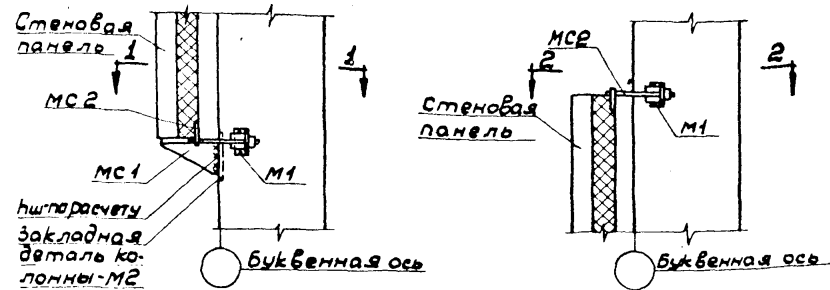 Стеновая
панель
1
1
МС 2
МС 1
М1
hш-по расчету
Закладная
деталь ко-
лонны-М2
Буквенная ось
МС2
2
2
Стеновая
панель
М1
Буквенная ось